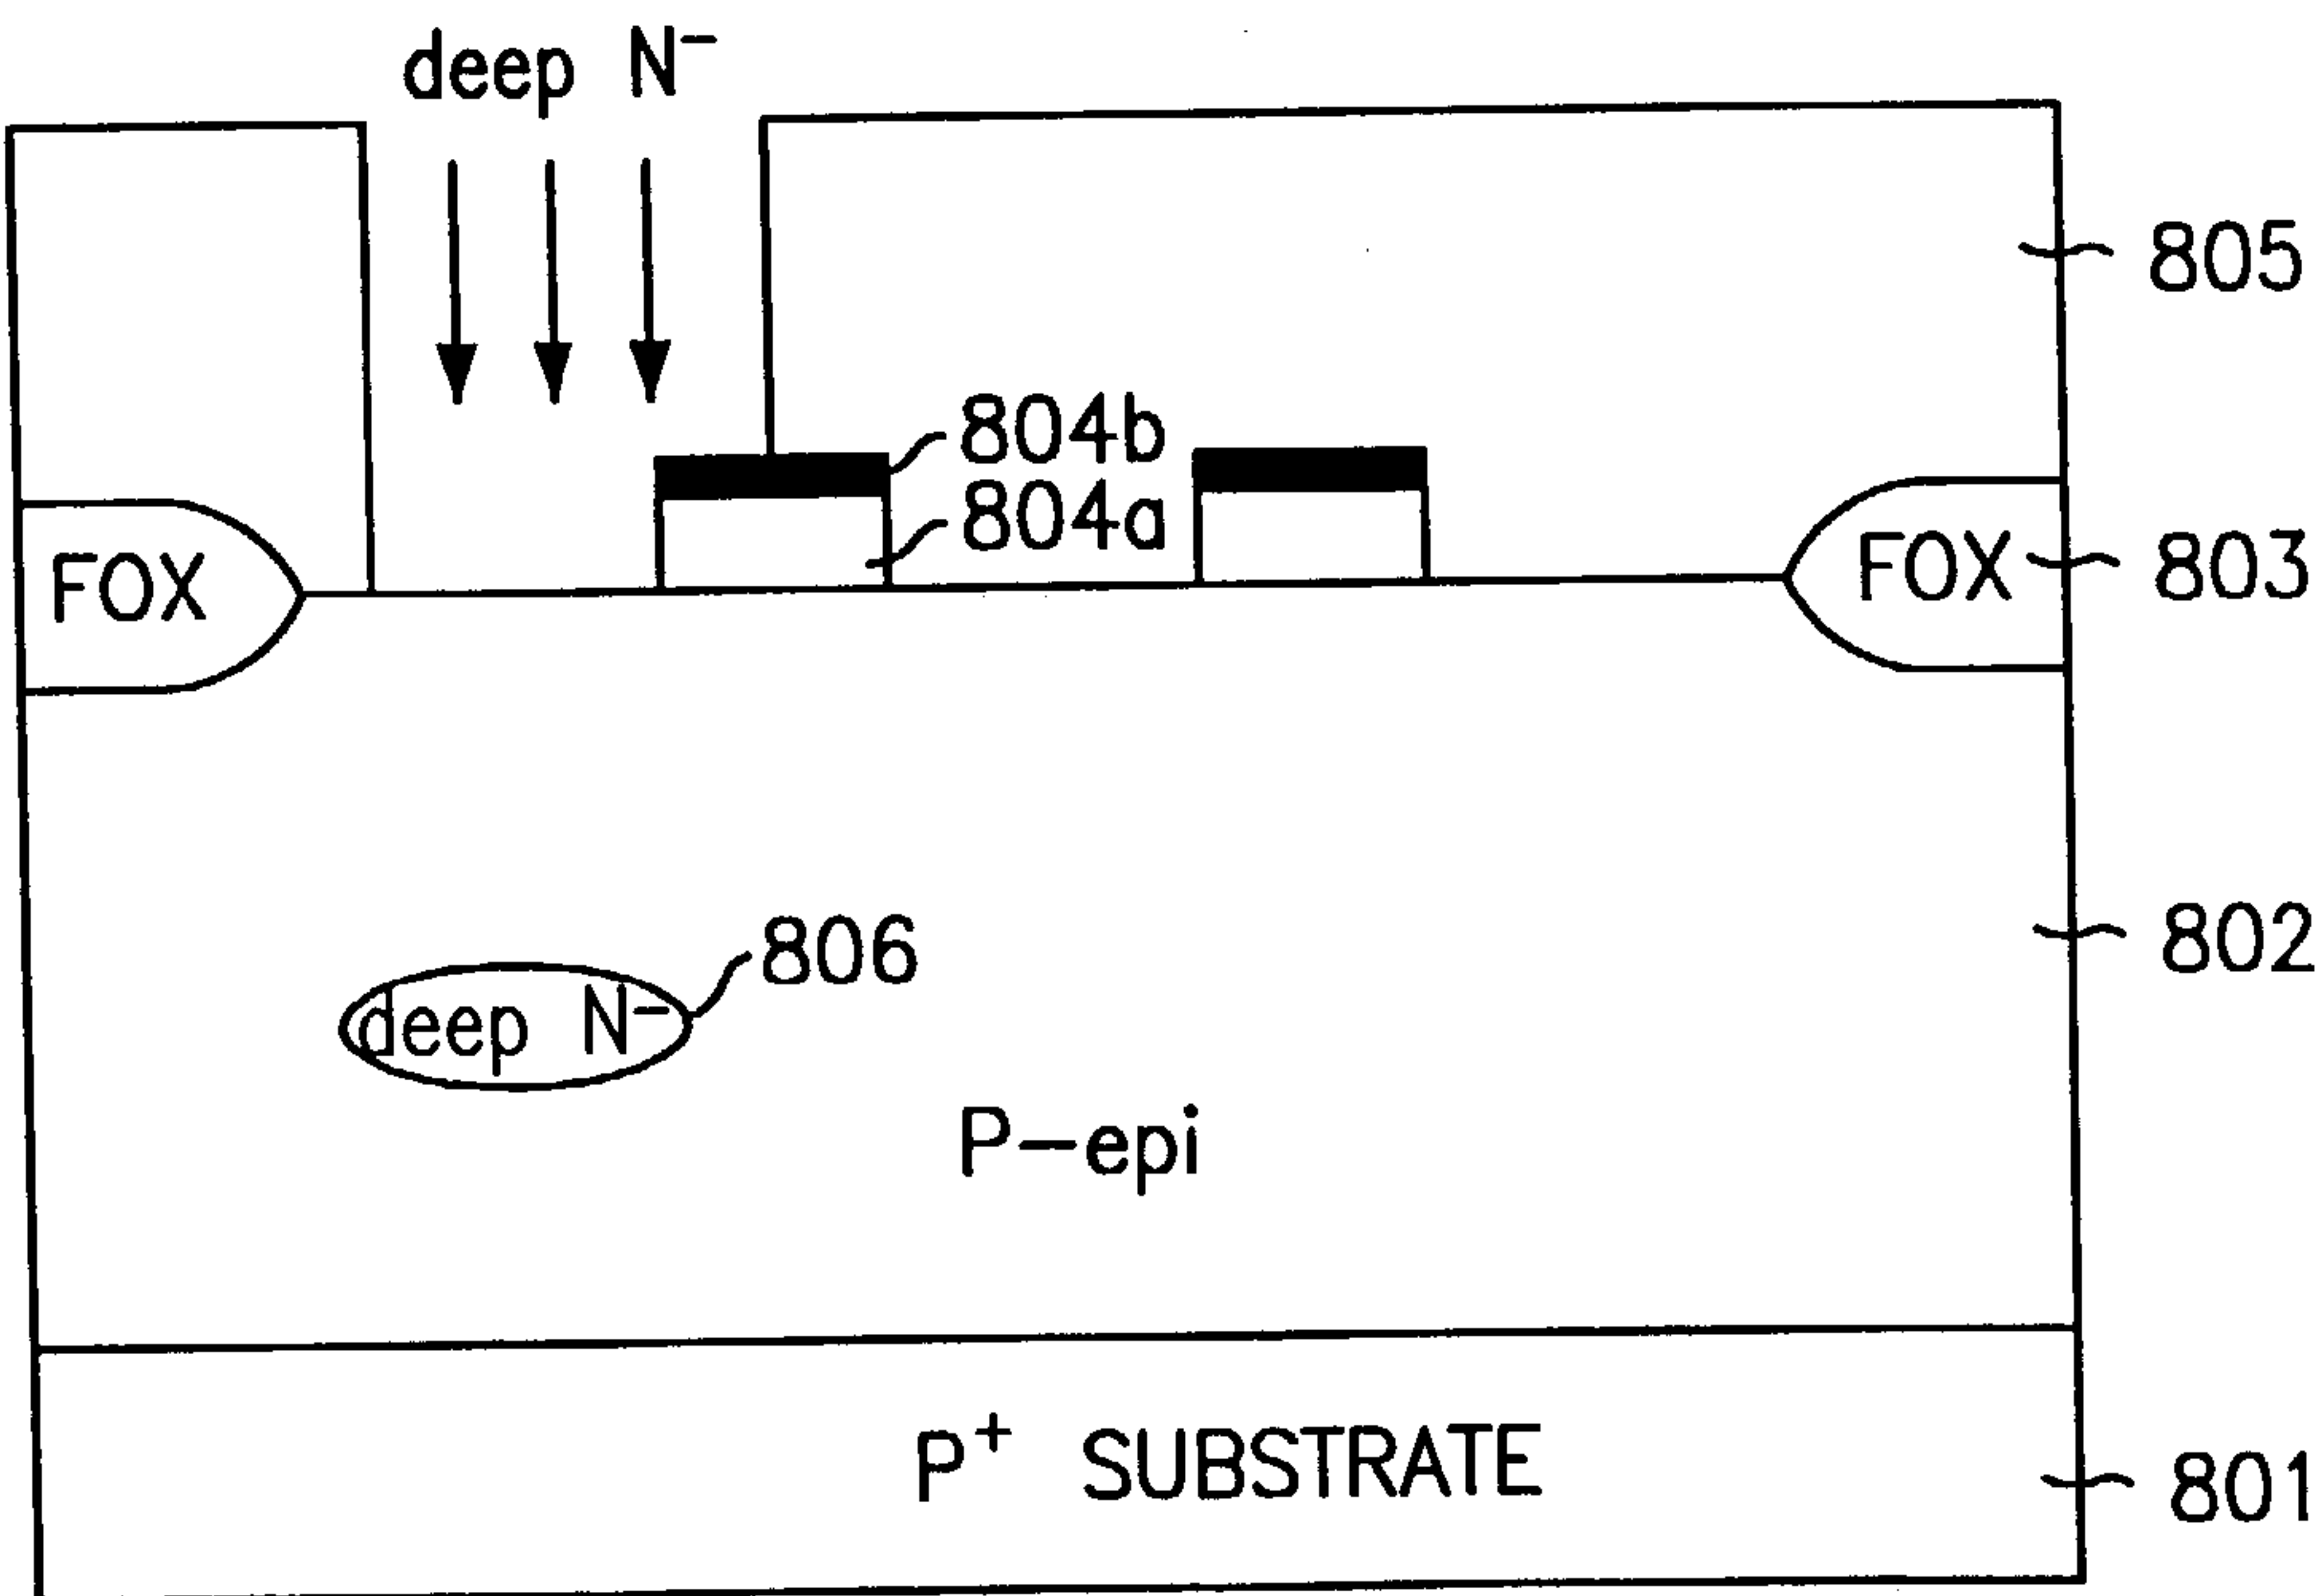 deep N⁻
805
804b
804a
FOX
FOX
803
802
806
deep N⁻
P-epi
P⁺ SUBSTRATE
801